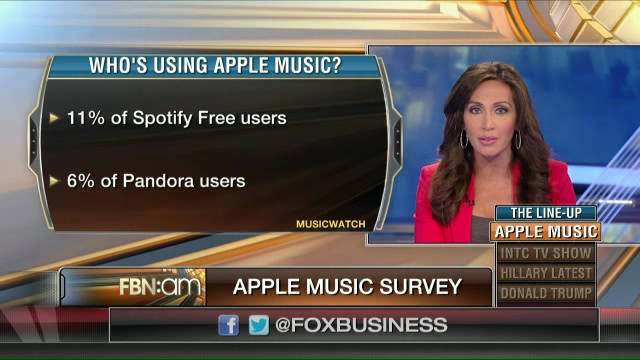 WHO'S USING APPLE MUSIC?
11% of Spotify Free users
6% of Pandora users
MUSICWATCH
THE LINE-UP
APPLE MUSIC
INTC TV SHOW
HILLARY LATEST
DONALD TRUMP
FBN:am
APPLE MUSIC SURVEY
@FOXBUSINESS